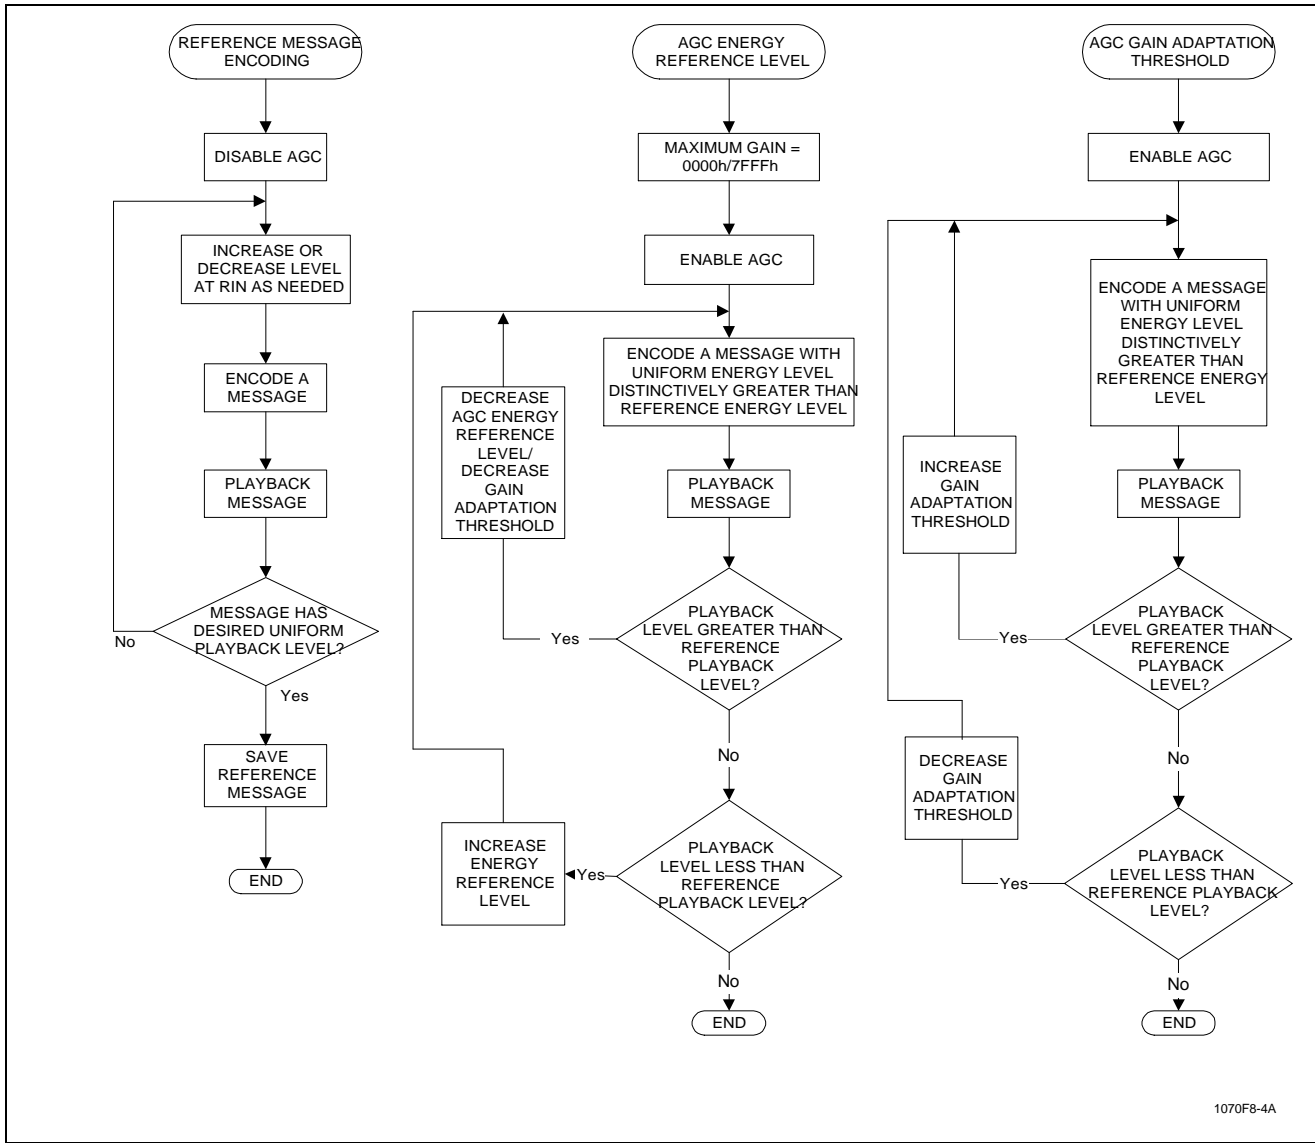 REFERENCE MESSAGE
ENCODING
DISABLE AGC
INCREASE OR
DECREASE LEVEL
AT RIN AS NEEDED
ENCODE A
MESSAGE
PLAYBACK
MESSAGE
MESSAGE HAS
DESIRED UNIFORM
PLAYBACK LEVEL?
No
Yes
SAVE
REFERENCE
MESSAGE
END
AGC ENERGY
REFERENCE LEVEL
MAXIMUM GAIN =
0000h/7FFFh
ENABLE AGC
ENCODE A MESSAGE WITH
UNIFORM ENERGY LEVEL
DISTINCTIVELY GREATER THAN
REFERENCE ENERGY LEVEL
DECREASE
AGC ENERGY
REFERENCE
LEVEL/
DECREASE
GAIN
ADAPTATION
THRESHOLD
PLAYBACK
MESSAGE
Yes
PLAYBACK
LEVEL GREATER THAN
REFERENCE
PLAYBACK
LEVEL?
No
INCREASE
ENERGY
REFERENCE
LEVEL
Yes
PLAYBACK
LEVEL LESS THAN
REFERENCE
PLAYBACK LEVEL?
No
END
AGC GAIN ADAPTATION
THRESHOLD
ENABLE AGC
ENCODE A MESSAGE
WITH UNIFORM
ENERGY LEVEL
DISTINCTIVELY
GREATER THAN
REFERENCE ENERGY
LEVEL
INCREASE
GAIN
ADAPTATION
THRESHOLD
PLAYBACK
MESSAGE
Yes
PLAYBACK
LEVEL GREATER THAN
REFERENCE
PLAYBACK
LEVEL?
No
DECREASE
GAIN
ADAPTATION
THRESHOLD
Yes
PLAYBACK
LEVEL LESS THAN
REFERENCE PLAYBACK
LEVEL?
No
END
1070F8-4A